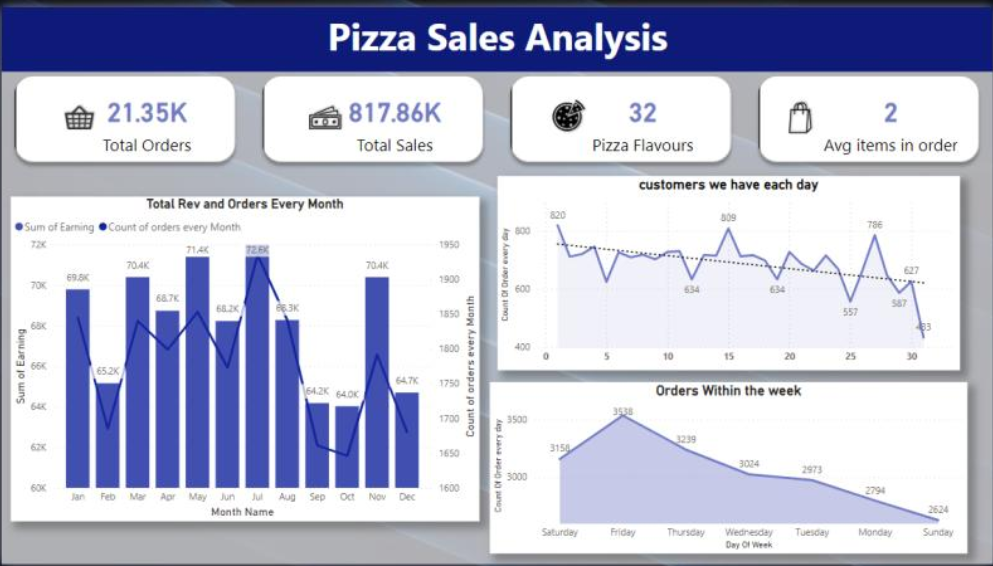 Pizza Sales Analysis
21.35K
Total Orders
817.86K
Total Sales
32
Pizza Flavours
2
Avg items in order
Total Rev and Orders Every Month
Sum of Earning Count of orders every Month
72K
70K
68K
66K
64K
62K
60K
Sum of Earning
69.8K
65.2K
70.4K
68.7K
71.4K
68.2K
72.6K
68.3K
64.2K
64.0K
70.4K
64.7K
1950
1900
1850
1800
1750
1700
1650
1600
Count of orders every Month
Jan Feb Mar Apr May Jun Jul Aug Sep Oct Nov Dec
Month Name
customers we have each day
Count Of Order every day
800
600
400
820
634
809
634
557
786
587
627
433
0 5 10 15 20 25 30
Orders Within the week
Count Of Order every day
3500
3000
3158
3538
3239
3024
2973
2794
2624
Saturday Friday Thursday Wednesday Tuesday Monday Sunday
Day Of Week